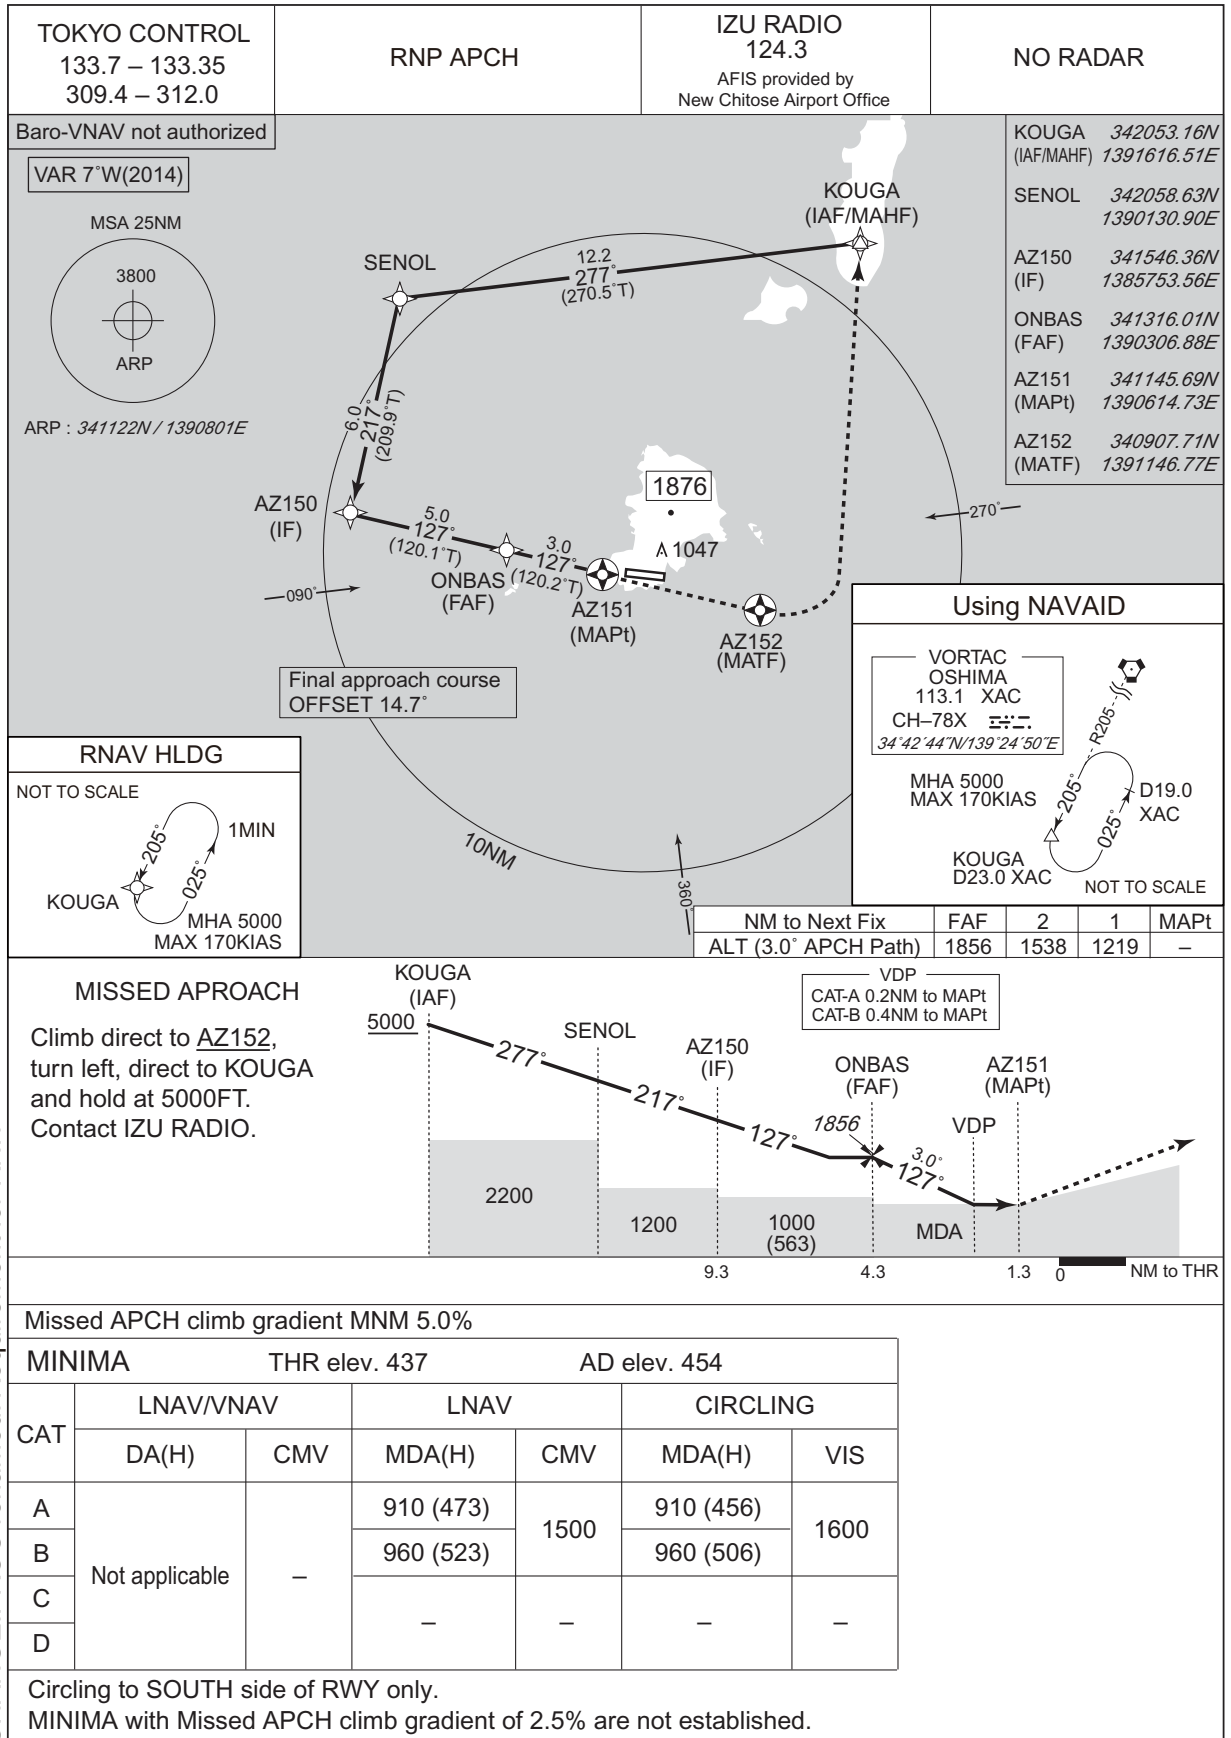 TOKYO CONTROL
133.7 – 133.35
309.4 – 312.0
RNP APCH
IZU RADIO
124.3
AFIS provided by
New Chitose Airport Office
NO RADAR
Baro-VNAV not authorized
VAR 7˚W(2014)
MSA 25NM
3800
ARP
ARP : 341122N / 1390801E
KOUGA 342053.16N
(IAF/MAHF) 1391616.51E
SENOL 342058.63N
1390130.90E
AZ150 341546.36N
(IF) 1385753.56E
ONBAS 341316.01N
(FAF) 1390306.88E
AZ151 341145.69N
(MAPt) 1390614.73E
AZ152 340907.71N
(MATF) 1391146.77E
KOUGA
(IAF/MAHF)
SENOL
12.2
277˚
(270.5˚T)
6.0
217˚
(209.9˚T)
AZ150
(IF)
5.0
127˚
(120.1˚T)
ONBAS
(FAF)
3.0
127˚
(120.2˚T)
AZ151
(MAPt)
AZ152
(MATF)
1876
1047
270˚
090˚
360˚
10NM
Final approach course
OFFSET 14.7˚
RNAV HLDG
NOT TO SCALE
205˚
025˚
1MIN
KOUGA
MHA 5000
MAX 170KIAS
Using NAVAID
VORTAC
OSHIMA
113.1 XAC
CH–78X
34˚42´44˝N/139˚24´50˝E
R205
MHA 5000
MAX 170KIAS
205˚
025˚
D19.0
XAC
KOUGA
D23.0 XAC
NOT TO SCALE
NM to Next Fix FAF 2 1 MAPt
ALT (3.0˚ APCH Path) 1856 1538 1219 –
MISSED APROACH
Climb direct to AZ152,
turn left, direct to KOUGA
and hold at 5000FT.
Contact IZU RADIO.
KOUGA
(IAF)
5000
277˚
SENOL
217˚
AZ150
(IF)
127˚
VDP
CAT-A 0.2NM to MAPt
CAT-B 0.4NM to MAPt
ONBAS
(FAF)
1856
3.0˚
127˚
VDP
AZ151
(MAPt)
2200
1200
1000
(563)
MDA
9.3 4.3 1.3 0 NM to THR
Missed APCH climb gradient MNM 5.0%
MINIMA THR elev. 437 AD elev. 454
CAT LNAV/VNAV LNAV CIRCLING
DA(H) CMV MDA(H) CMV MDA(H) VIS
A 910 (473) 910 (456)
1500 1600
B 960 (523) 960 (506)
Not applicable –
C
– – – –
D
Circling to SOUTH side of RWY only.
MINIMA with Missed APCH climb gradient of 2.5% are not established.